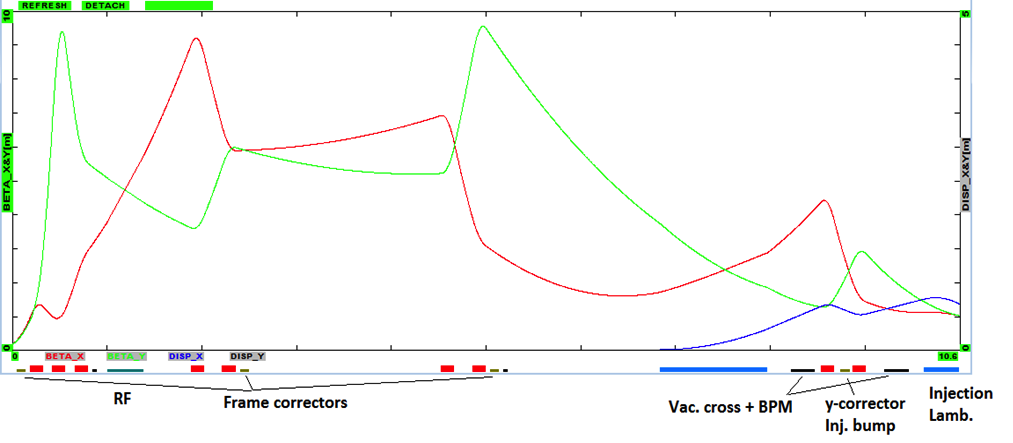 REFRESH DETACH
10 5
BETA_X&Y[m] DISP_X&Y[m]
0 0
0 BETA_X BETA_Y DISP_X DISP_Y 10.6
RF
Frame correctors
Vac. cross + BPM
y-corrector
Inj. bump
Injection
Lamb.